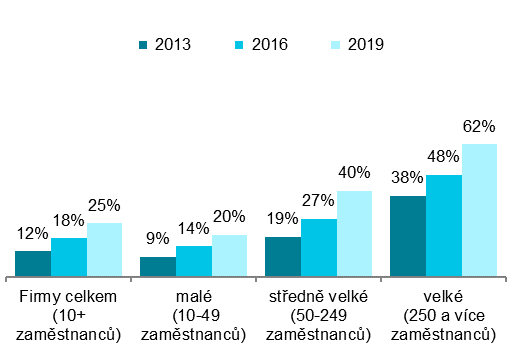 2013 2016 2019
12% 18% 25%
9% 14% 20%
19% 27% 40%
38% 48% 62%
Firmy celkem
(10+
zaměstnanců)
malé
(10-49
zaměstnanců)
středně velké
(50-249
zaměstnanců)
velké
(250 a více
zaměstnanců)